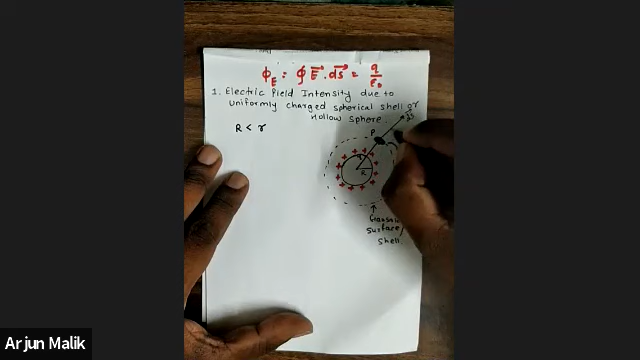 ϕE = ∮ E⃗ . ds⃗ = q/ε₀
1. Electric Field Intensity due to
uniformly charged spherical shell or
Hollow sphere.
R < r
P
ds⃗
R
Gaussian
surface
shell
Arjun Malik